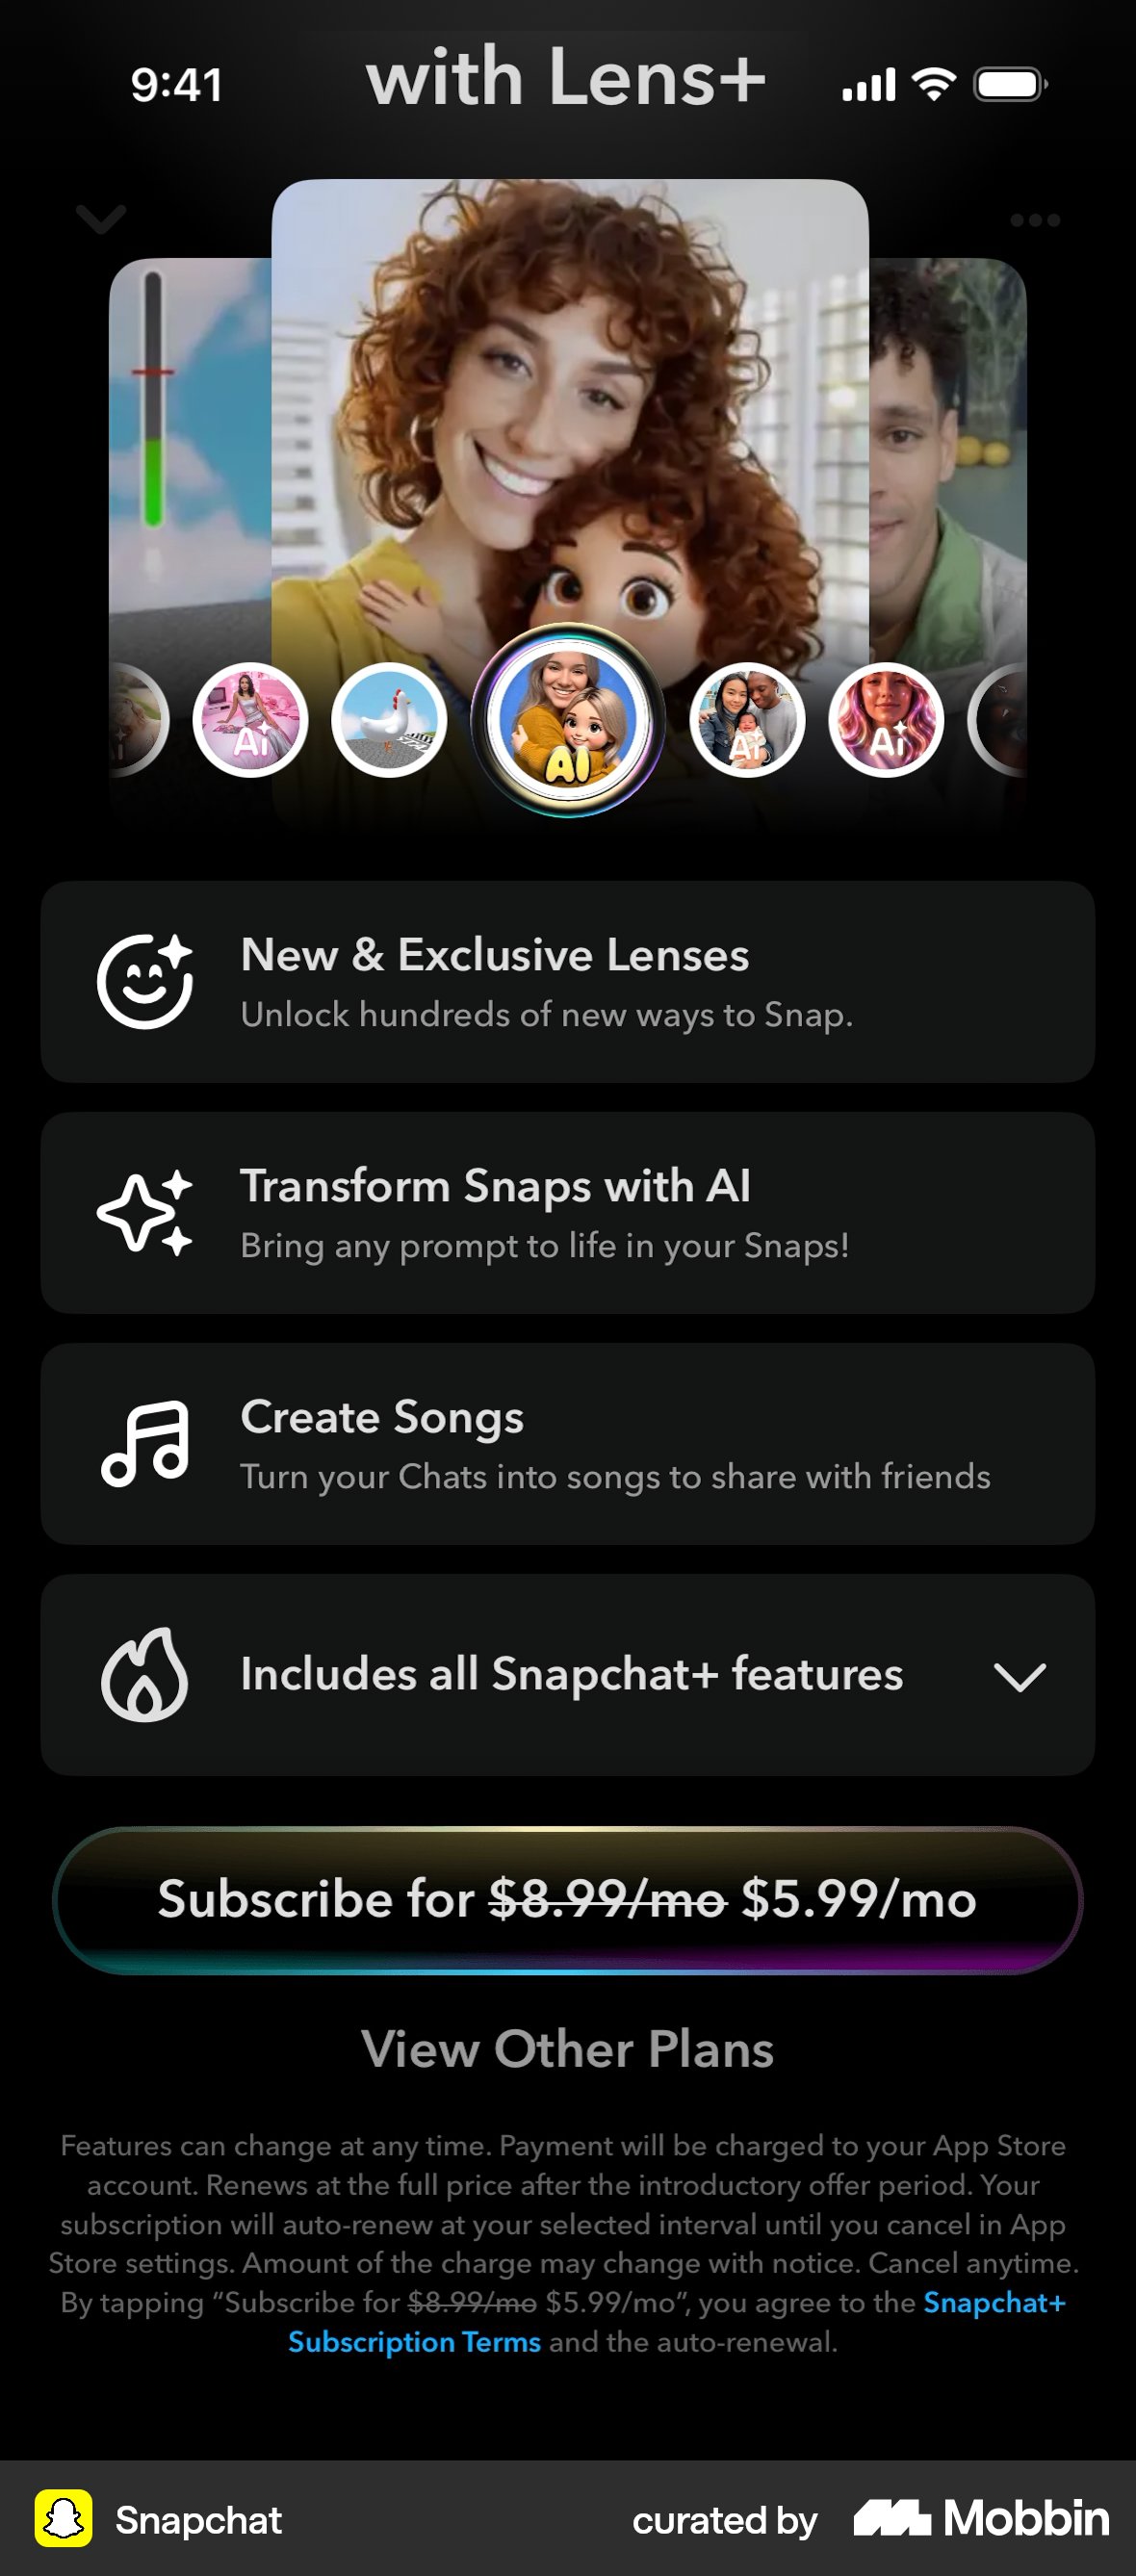 9:41
with Lens+
Ai
AI
Ai
Ai
New & Exclusive Lenses
Unlock hundreds of new ways to Snap.
Transform Snaps with AI
Bring any prompt to life in your Snaps!
Create Songs
Turn your Chats into songs to share with friends
Includes all Snapchat+ features
Subscribe for $8.99/mo $5.99/mo
View Other Plans
Features can change at any time. Payment will be charged to your App Store
account. Renews at the full price after the introductory offer period. Your
subscription will auto-renew at your selected interval until you cancel in App
Store settings. Amount of the charge may change with notice. Cancel anytime.
By tapping “Subscribe for $8.99/mo $5.99/mo”, you agree to the Snapchat+
Subscription Terms and the auto-renewal.
Snapchat
curated by Mobbin